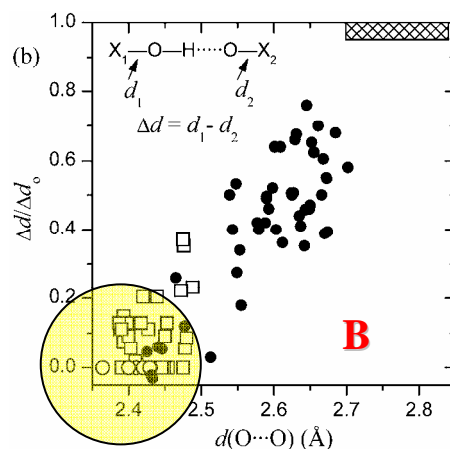 (b)
1.0
X₁—O—H·····O—X₂
d₁ d₂
Δd = d₁- d₂
0.8
0.6
Δd/Δdₒ
0.4
0.2
B
0.0
2.4 2.5 2.6 2.7 2.8
d(O···O) (Å)